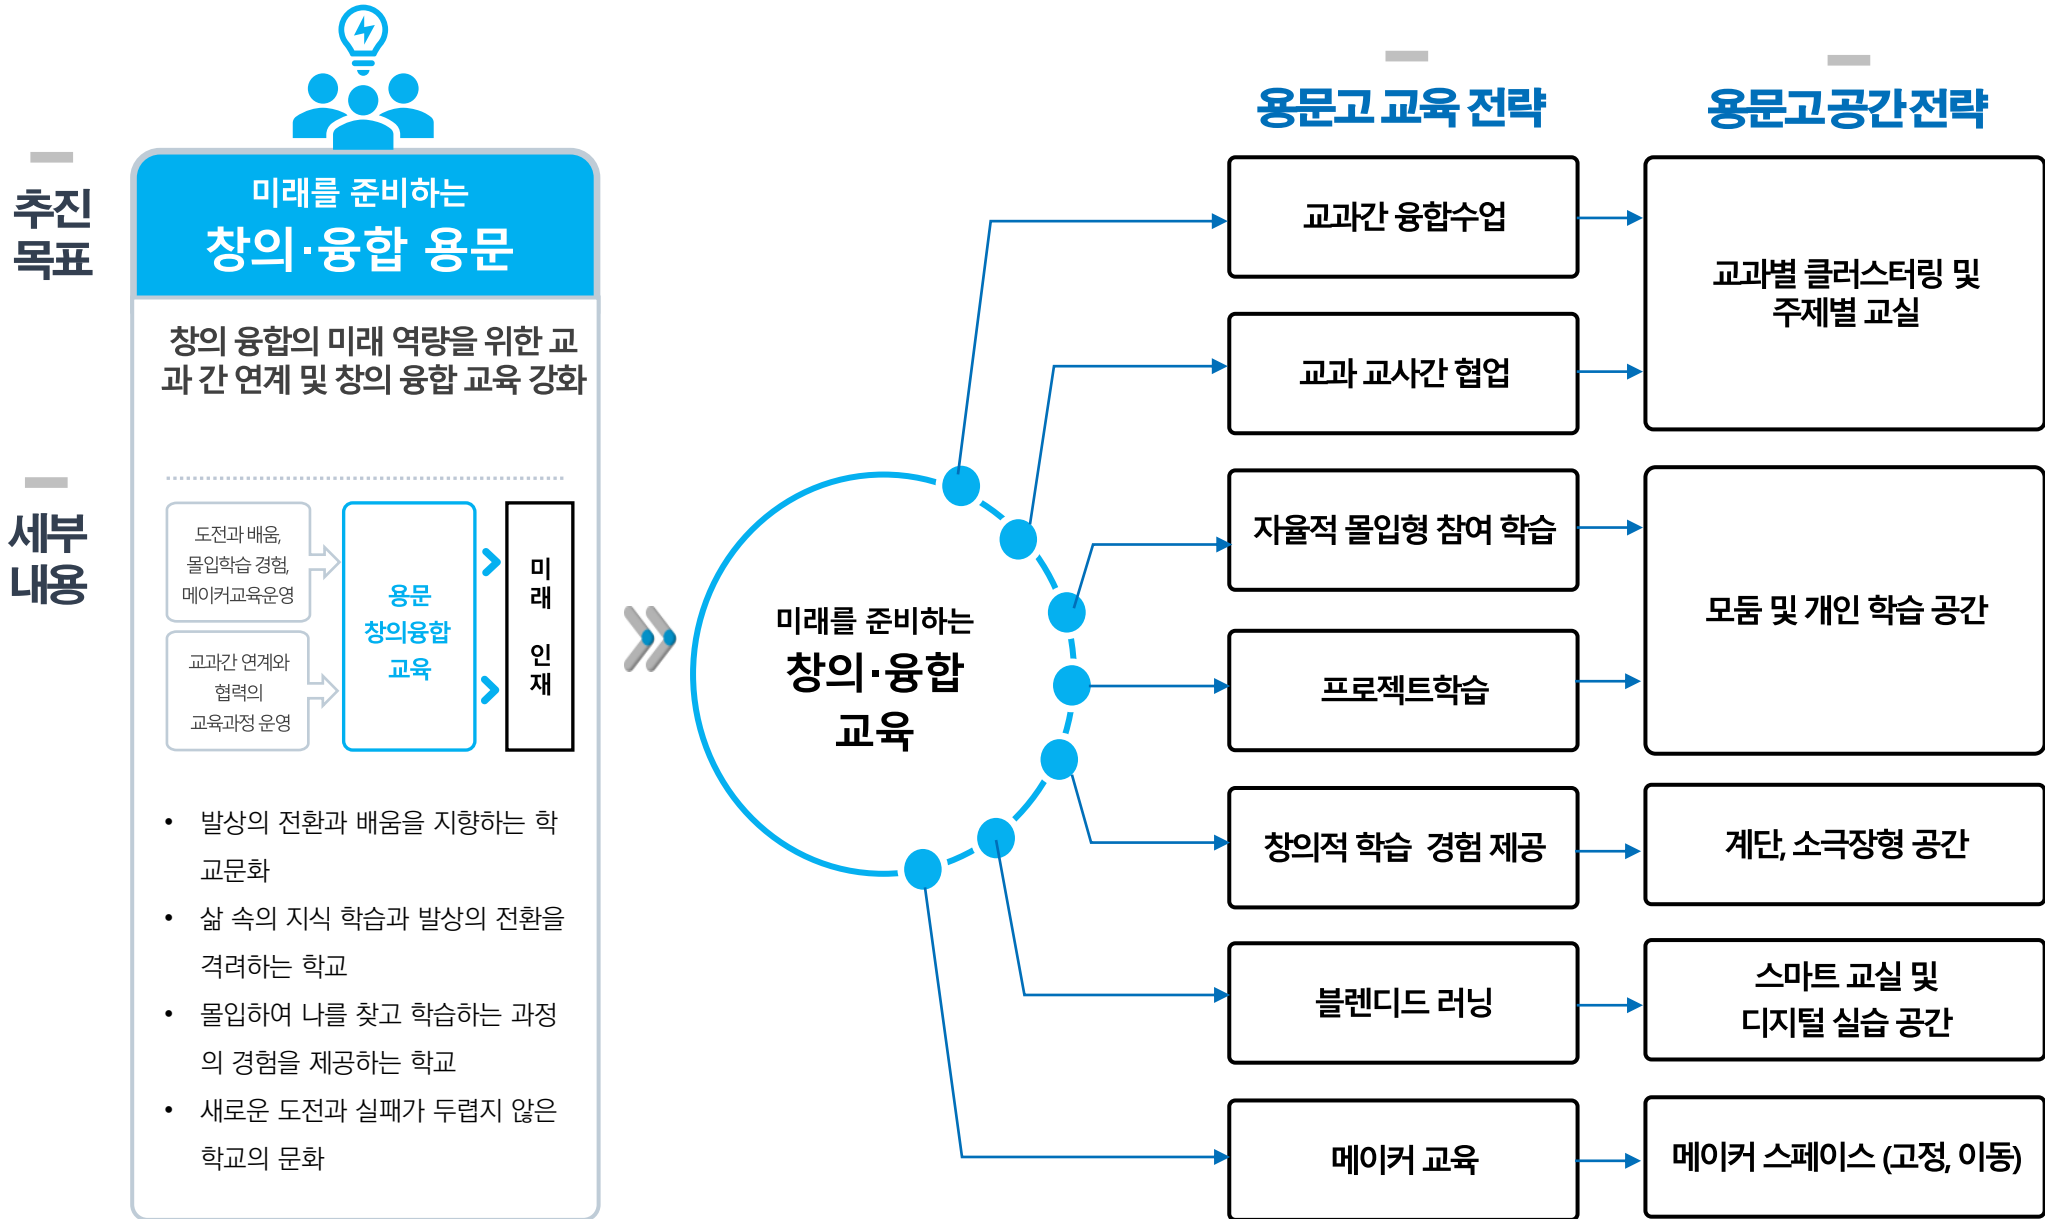 추진
목표
미래를 준비하는
창의·융합 용문
창의 융합의 미래 역량을 위한 교
과 간 연계 및 창의 융합 교육 강화
세부
내용
도전과 배움,
몰입학습 경험,
메이커교육운영
교과간 연계와
협력의
교육과정 운영
용문
창의융합
교육
미
래
인
재
• 발상의 전환과 배움을 지향하는 학
교문화
• 삶 속의 지식 학습과 발상의 전환을
격려하는 학교
• 몰입하여 나를 찾고 학습하는 과정
의 경험을 제공하는 학교
• 새로운 도전과 실패가 두렵지 않은
학교의 문화
미래를 준비하는
창의·융합
교육
용문고 교육 전략
교과간 융합수업
교과 교사간 협업
자율적 몰입형 참여 학습
프로젝트학습
창의적 학습 경험 제공
블렌디드 러닝
메이커 교육
용문고 공간 전략
교과별 클러스터링 및
주제별 교실
모둠 및 개인 학습 공간
계단, 소극장형 공간
스마트 교실 및
디지털 실습 공간
메이커 스페이스 (고정, 이동)